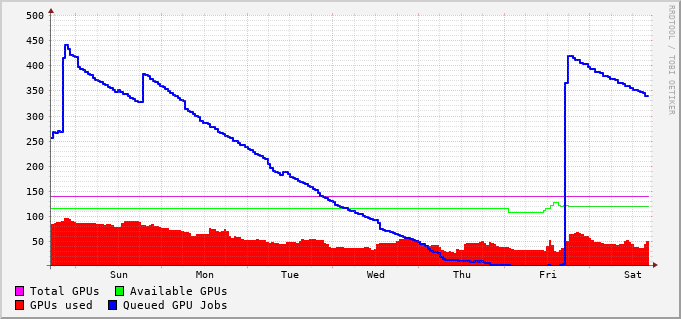 500
450
400
350
300
250
200
150
100
50
Sun Mon Tue Wed Thu Fri Sat
Total GPUs Available GPUs
GPUs used Queued GPU Jobs
RRDTOOL / TOBI OETIKER